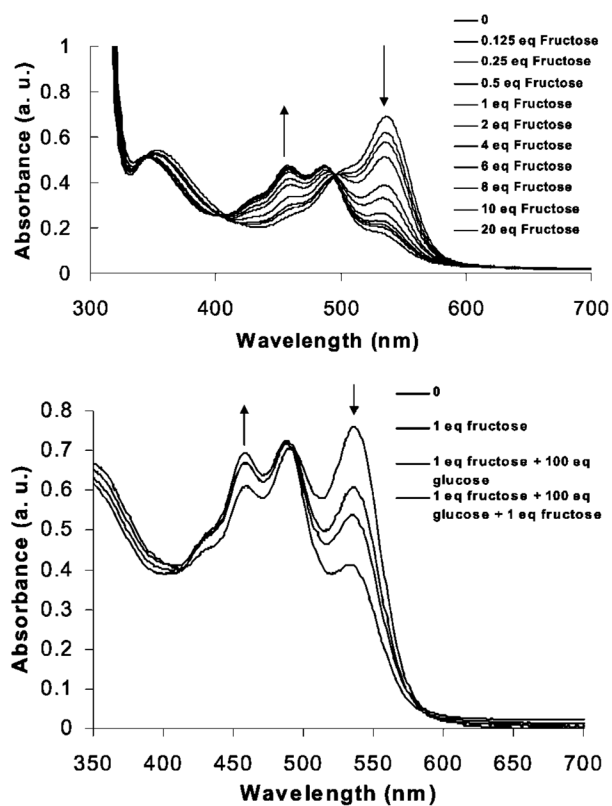 0
0.125 eq Fructose
0.25 eq Fructose
0.5 eq Fructose
1 eq Fructose
2 eq Fructose
4 eq Fructose
6 eq Fructose
8 eq Fructose
10 eq Fructose
20 eq Fructose
Absorbance (a. u.)
1
0.8
0.6
0.4
0.2
0
300 400 500 600 700
Wavelength (nm)
0
1 eq fructose
1 eq fructose + 100 eq
glucose
1 eq fructose + 100 eq
glucose + 1 eq fructose
Absorbance (a. u.)
0.8
0.7
0.6
0.5
0.4
0.3
0.2
0.1
0
350 400 450 500 550 600 650 700
Wavelength (nm)